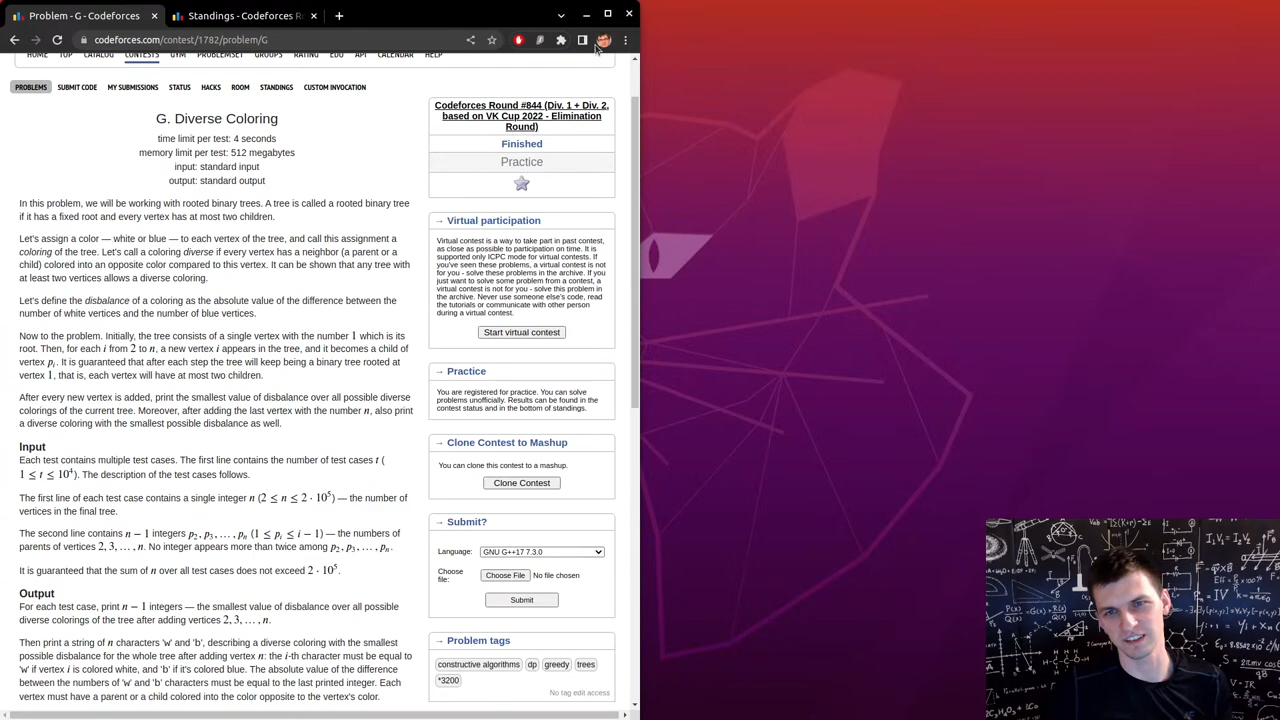 Problem - G - Codeforces
Standings - Codeforces Ro
codeforces.com/contest/1782/problem/G
HOME TOP CATALOG CONTESTS GYM PROBLEMSET GROUPS RATING EDU API CALENDAR HELP
PROBLEMS SUBMIT CODE MY SUBMISSIONS STATUS HACKS ROOM STANDINGS CUSTOM INVOCATION
G. Diverse Coloring
time limit per test: 4 seconds
memory limit per test: 512 megabytes
input: standard input
output: standard output
In this problem, we will be working with rooted binary trees. A tree is called a rooted binary tree
if it has a fixed root and every vertex has at most two children.
Let's assign a color — white or blue — to each vertex of the tree, and call this assignment a
coloring of the tree. Let's call a coloring diverse if every vertex has a neighbor (a parent or a
child) colored into an opposite color compared to this vertex. It can be shown that any tree with
at least two vertices allows a diverse coloring.
Let's define the disbalance of a coloring as the absolute value of the difference between the
number of white vertices and the number of blue vertices.
Now to the problem. Initially, the tree consists of a single vertex with the number 1 which is its
root. Then, for each i from 2 to n, a new vertex i appears in the tree, and it becomes a child of
vertex p_i. It is guaranteed that after each step the tree will keep being a binary tree rooted at
vertex 1, that is, each vertex will have at most two children.
After every new vertex is added, print the smallest value of disbalance over all possible diverse
colorings of the current tree. Moreover, after adding the last vertex with the number n, also print
a diverse coloring with the smallest possible disbalance as well.
Input
Each test contains multiple test cases. The first line contains the number of test cases t (
1 ≤ t ≤ 10^4). The description of the test cases follows.
The first line of each test case contains a single integer n (2 ≤ n ≤ 2 · 10^5) — the number of
vertices in the final tree.
The second line contains n − 1 integers p_2, p_3, . . . , p_n (1 ≤ p_i ≤ i − 1) — the numbers of
parents of vertices 2, 3, . . . , n. No integer appears more than twice among p_2, p_3, . . . , p_n.
It is guaranteed that the sum of n over all test cases does not exceed 2 · 10^5.
Output
For each test case, print n − 1 integers — the smallest value of disbalance over all possible
diverse colorings of the tree after adding vertices 2, 3, . . . , n.
Then print a string of n characters 'w' and 'b', describing a diverse coloring with the smallest
possible disbalance for the whole tree after adding vertex n: the i-th character must be equal to
'w' if vertex i is colored white, and 'b' if it's colored blue. The absolute value of the difference
between the numbers of 'w' and 'b' characters must be equal to the last printed integer. Each
vertex must have a parent or a child colored into the color opposite to the vertex's color.
Codeforces Round #844 (Div. 1 + Div. 2,
based on VK Cup 2022 - Elimination
Round)
Finished
Practice
→ Virtual participation
Virtual contest is a way to take part in past contest,
as close as possible to participation on time. It is
supported only ICPC mode for virtual contests. If
you've seen these problems, a virtual contest is not
for you - solve these problems in the archive. If you
just want to solve some problem from a contest, a
virtual contest is not for you - solve this problem in
the archive. Never use someone else's code, read
the tutorials or communicate with other person
during a virtual contest.
Start virtual contest
→ Practice
You are registered for practice. You can solve
problems unofficially. Results can be found in the
contest status and in the bottom of standings.
→ Clone Contest to Mashup
You can clone this contest to a mashup.
Clone Contest
→ Submit?
Language: GNU G++17 7.3.0
Choose
file: Choose File No file chosen
Submit
→ Problem tags
constructive algorithms dp greedy trees
*3200
No tag edit access